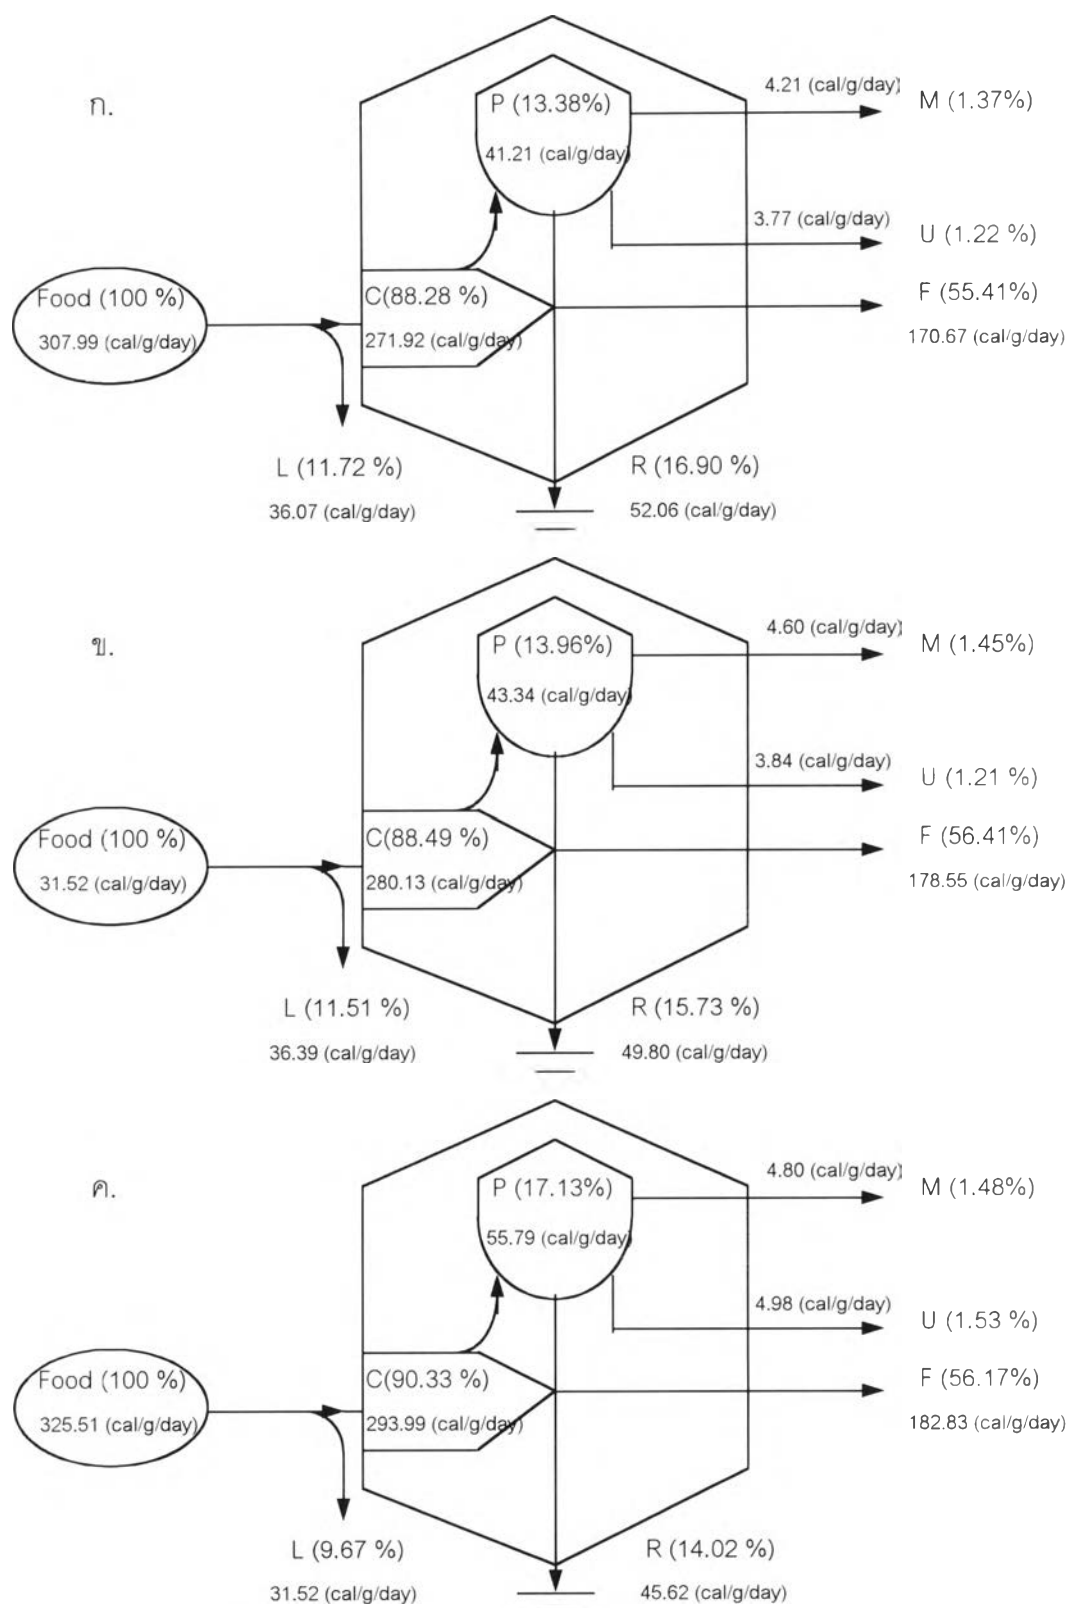 4.21 (cal/g/day)
M (1.37%)
ก.
P (13.38%)
41.21 (cal/g/day)
3.77 (cal/g/day)
U (1.22 %)
Food (100 %)
C(88.28 %)
F (55.41%)
307.99 (cal/g/day)
271.92 (cal/g/day)
170.67 (cal/g/day)
L (11.72 %)
R (16.90 %)
36.07 (cal/g/day)
52.06 (cal/g/day)
4.60 (cal/g/day)
M (1.45%)
ข.
P (13.96%)
43.34 (cal/g/day)
3.84 (cal/g/day)
U (1.21 %)
Food (100 %)
C(88.49 %)
F (56.41%)
31.52 (cal/g/day)
280.13 (cal/g/day)
178.55 (cal/g/day)
L (11.51 %)
R (15.73 %)
36.39 (cal/g/day)
49.80 (cal/g/day)
4.80 (cal/g/day)
M (1.48%)
ค.
P (17.13%)
55.79 (cal/g/day)
4.98 (cal/g/day)
U (1.53 %)
Food (100 %)
C(90.33 %)
F (56.17%)
325.51 (cal/g/day)
293.99 (cal/g/day)
182.83 (cal/g/day)
L (9.67 %)
R (14.02 %)
31.52 (cal/g/day)
45.62 (cal/g/day)